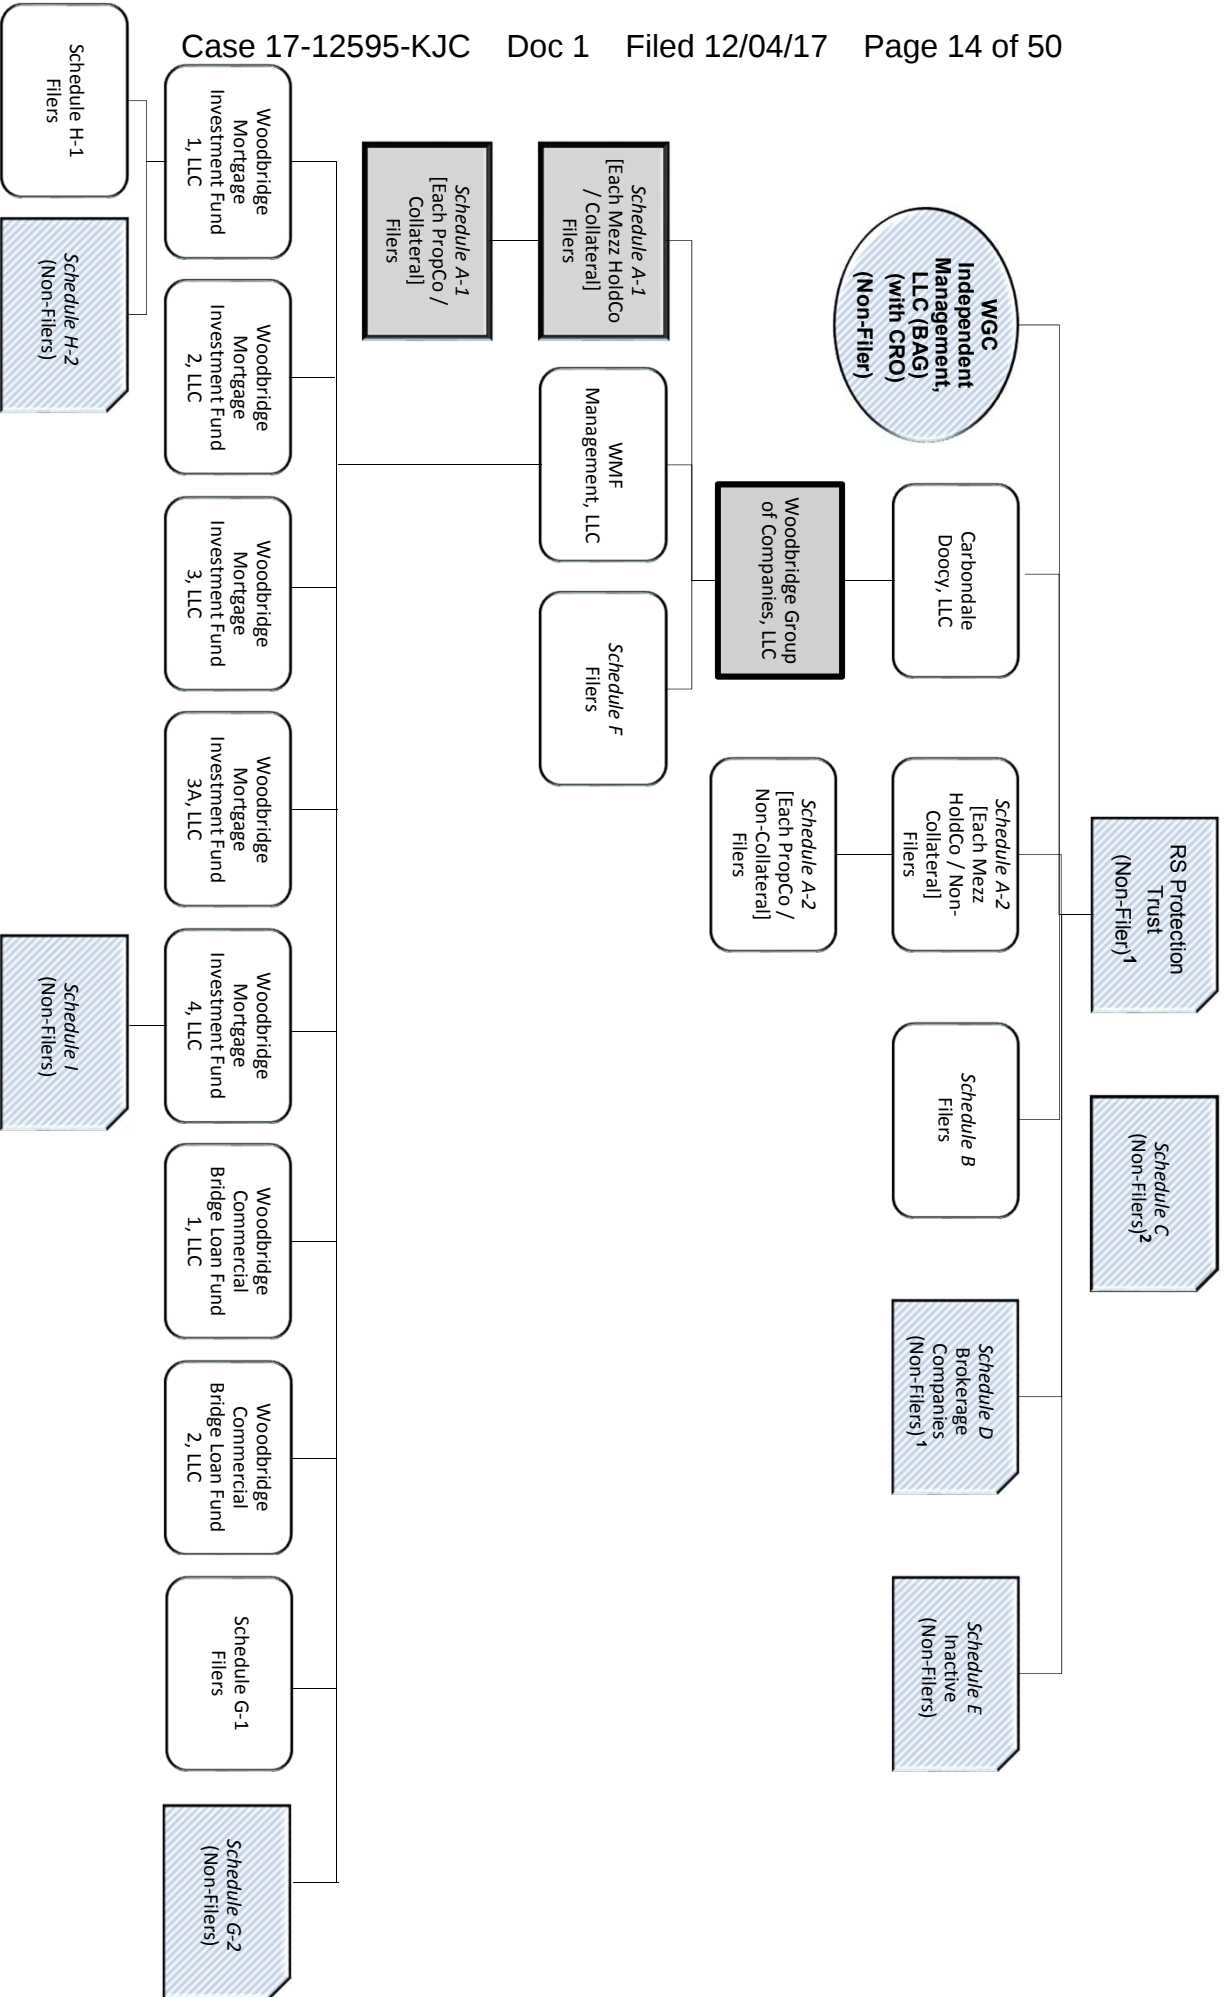 Case 17-12595-KJC Doc 1 Filed 12/04/17 Page 14 of 50
RS Protection
Trust
(Non-Filer)1
Schedule C
(Non-Filers)2
WGC
Independent
Management,
LLC (BAG)
(with CRO)
(Non-Filer)
Carbondale
Doocy, LLC
Schedule A-2
[Each Mezz
HoldCo / Non-
Collateral]
Filers
Schedule B
Filers
Schedule D
Brokerage
Companies
(Non-Filers) 1
Schedule E
Inactive
(Non-Filers)
Woodbridge Group
of Companies, LLC
Schedule A-2
[Each PropCo /
Non-Collateral]
Filers
Schedule A-1
[Each Mezz HoldCo
/ Collateral]
Filers
WMF
Management, LLC
Schedule F
Filers
Schedule A-1
[Each PropCo /
Collateral]
Filers
Woodbridge
Mortgage
Investment Fund
1, LLC
Woodbridge
Mortgage
Investment Fund
2, LLC
Woodbridge
Mortgage
Investment Fund
3, LLC
Woodbridge
Mortgage
Investment Fund
3A, LLC
Woodbridge
Mortgage
Investment Fund
4, LLC
Woodbridge
Commercial
Bridge Loan Fund
1, LLC
Woodbridge
Commercial
Bridge Loan Fund
2, LLC
Schedule G-1
Filers
Schedule G-2
(Non-Filers)
Schedule H-1
Filers
Schedule H-2
(Non-Filers)
Schedule I
(Non-Filers)